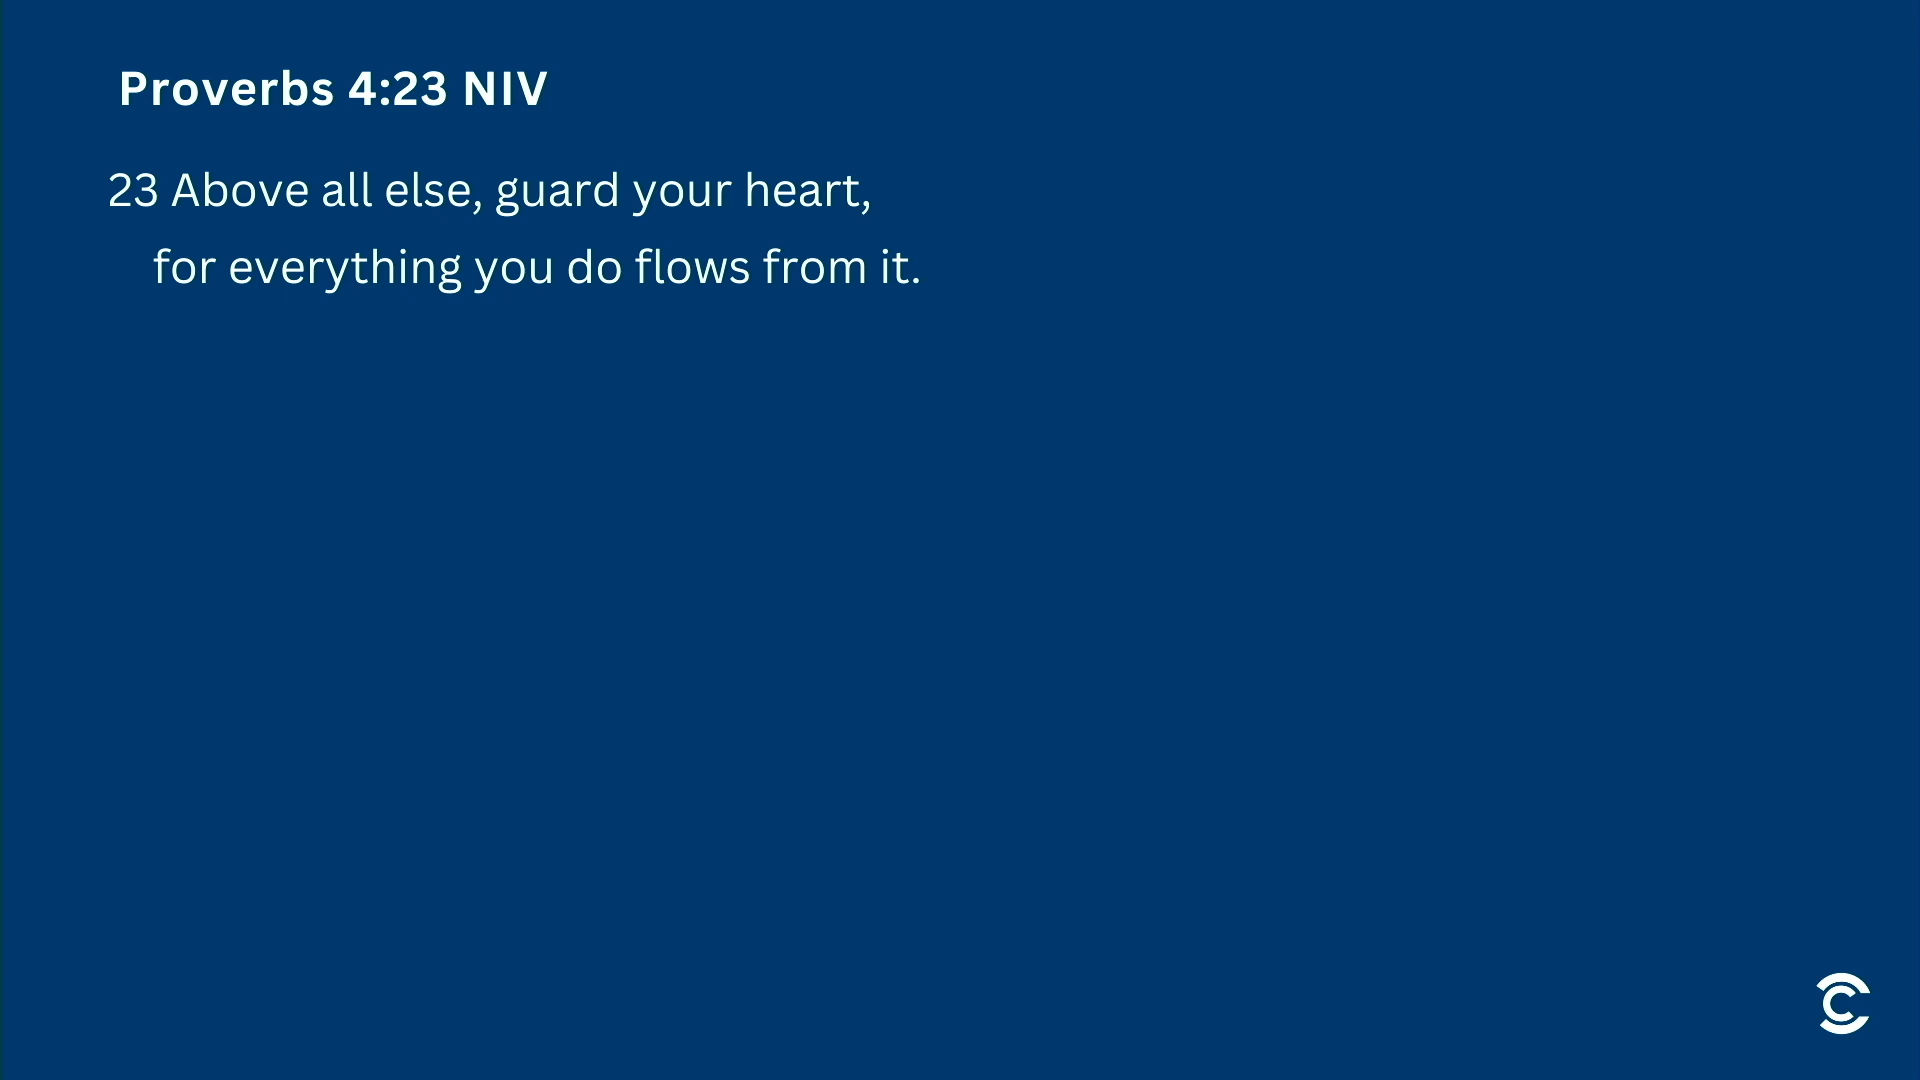 Proverbs 4:23 NIV
23 Above all else, guard your heart,
for everything you do flows from it.